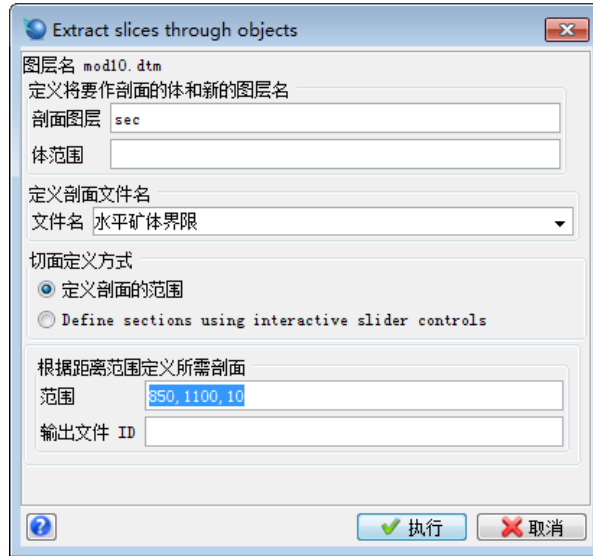 Extract slices through objects
图层名 mod10.dtm
定义将要作剖面的体和新的图层名
剖面图层 sec
体范围
定义剖面文件名
文件名 水平矿体界限
切面定义方式
定义剖面的范围
Define sections using interactive slider controls
根据距离范围定义所需剖面
范围 850,1100,10
输出文件 ID
? 执行 取消